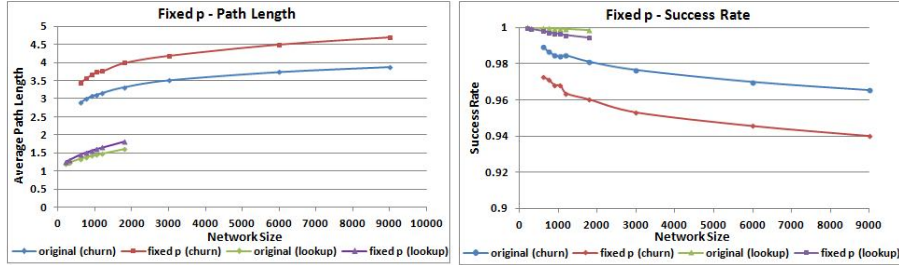 Fixed p - Path Length
Average Path Length
5
4.5
4
3.5
3
2.5
2
1.5
1
0.5
0
0 1000 2000 3000 4000 5000 6000 7000 8000 9000 10000
Network Size
original (churn) fixed p (churn) original (lookup) fixed p (lookup)
Fixed p - Success Rate
Success Rate
1
0.98
0.96
0.94
0.92
0.9
0 1000 2000 3000 4000 5000 6000 7000 8000 9000
Network Size
original (churn) fixed p (churn) original (lookup) fixed p (lookup)